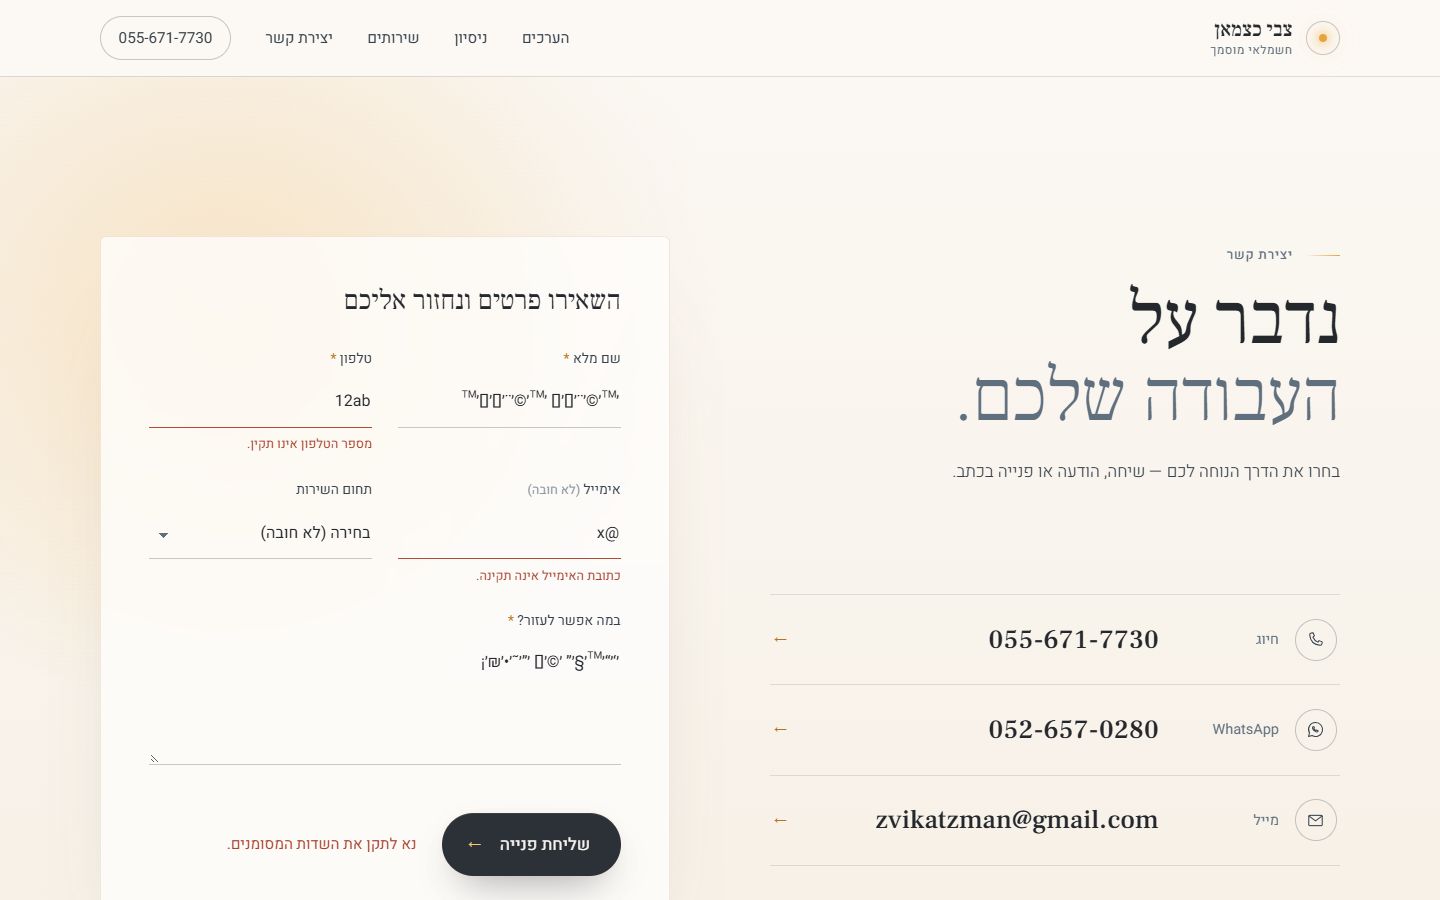 צבי כצמאן
חשמלאי מוסמך
הערכים
ניסיון
שירותים
יצירת קשר
055-671-7730
יצירת קשר
נדבר על
העבודה שלכם.
בחרו את הדרך הנוחה לכם — שיחה, הודעה או פנייה בכתב.
חיוג
055-671-7730
←
WhatsApp
052-657-0280
←
מייל
zvikatzman@gmail.com
←
השאירו פרטים ונחזור אליכם
שם מלא *
טלפון *
12ab
מספר הטלפון אינו תקין.
אימייל (לא חובה)
x@
כתובת האימייל אינה תקינה.
תחום השירות
בחירה (לא חובה)
במה אפשר לעזור? *
שליחת פנייה ←
נא לתקן את השדות המסומנים.